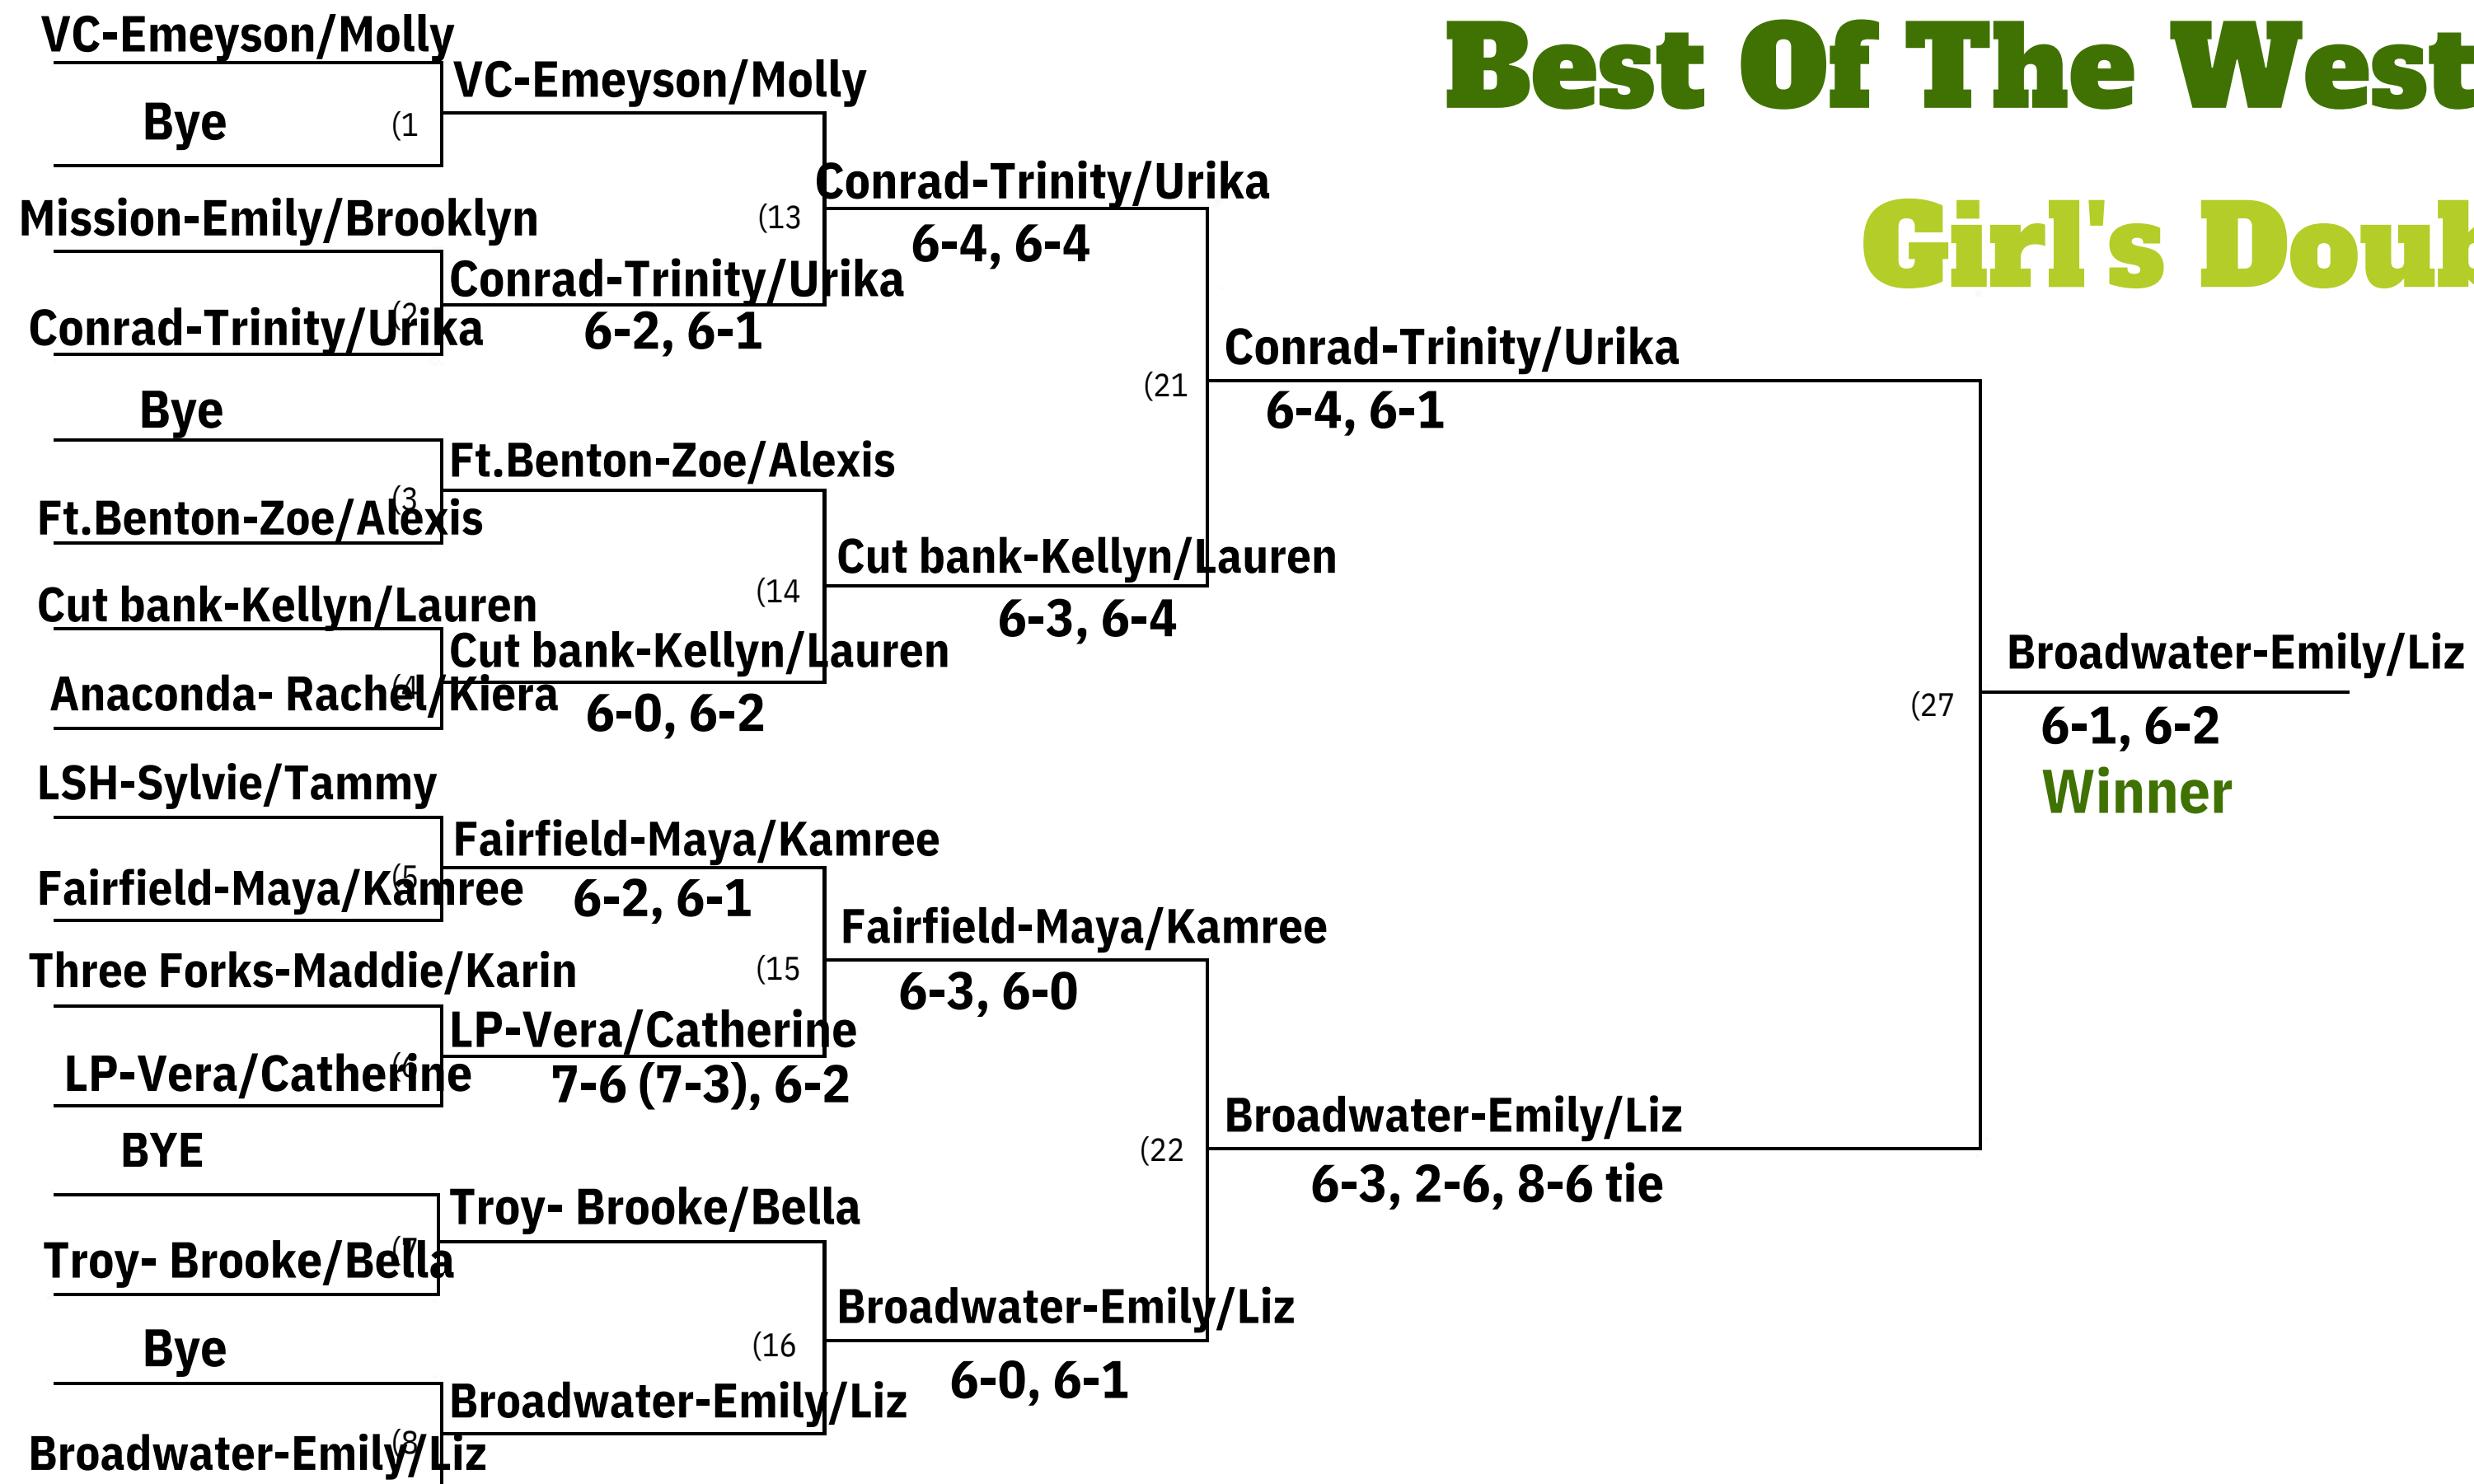 Best Of The West
Girl's Doub
VC-Emeyson/Molly
Bye
(1
Mission-Emily/Brooklyn
Conrad-Trinity/Urika
(2
Bye
Ft.Benton-Zoe/Alexis
(3
Cut bank-Kellyn/Lauren
Anaconda- Rachel/Kiera
(4
LSH-Sylvie/Tammy
Fairfield-Maya/Kamree
(5
Three Forks-Maddie/Karin
LP-Vera/Catherine
(6
BYE
Troy- Brooke/Bella
(7
Bye
Broadwater-Emily/Liz
(8
VC-Emeyson/Molly
(13
Conrad-Trinity/Urika
6-2, 6-1
Ft.Benton-Zoe/Alexis
(14
Cut bank-Kellyn/Lauren
6-0, 6-2
Fairfield-Maya/Kamree
6-2, 6-1
(15
LP-Vera/Catherine
7-6 (7-3), 6-2
Troy- Brooke/Bella
(16
Broadwater-Emily/Liz
Conrad-Trinity/Urika
6-4, 6-4
(21
Cut bank-Kellyn/Lauren
6-3, 6-4
Fairfield-Maya/Kamree
6-3, 6-0
(22
Broadwater-Emily/Liz
6-0, 6-1
Conrad-Trinity/Urika
6-4, 6-1
(27
Broadwater-Emily/Liz
6-3, 2-6, 8-6 tie
Broadwater-Emily/Liz
6-1, 6-2
Winner